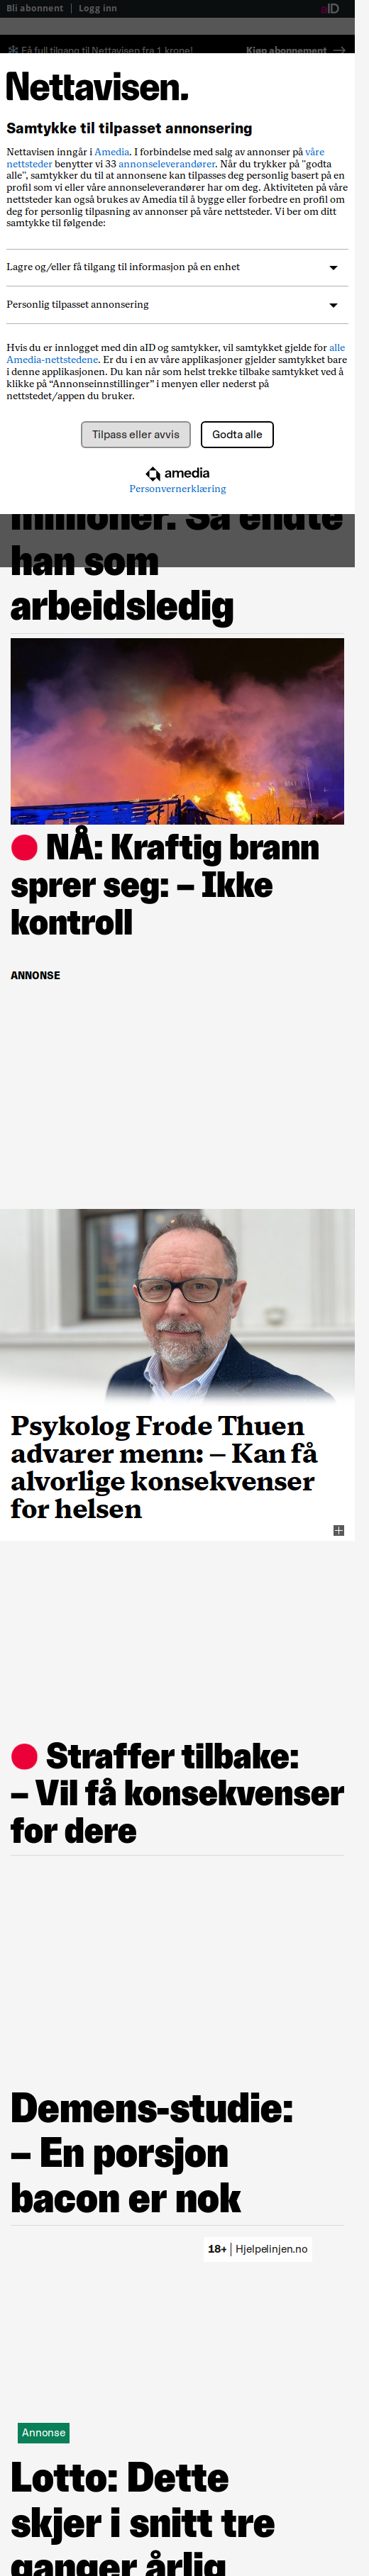 Bli abonnent | Logg inn
aID
Få full tilgang til Nettavisen fra 1 krone! Kjøp abonnement →
Nettavisen.
Samtykke til tilpasset annonsering
Nettavisen inngår i Amedia. I forbindelse med salg av annonser på våre
nettsteder benytter vi 33 annonseleverandører. Når du trykker på "godta
alle", samtykker du til at annonsene kan tilpasses deg personlig basert på en
profil som vi eller våre annonseleverandører har om deg. Aktiviteten på våre
nettsteder kan også brukes av Amedia til å bygge eller forbedre en profil om
deg for personlig tilpasning av annonser på våre nettsteder. Vi ber om ditt
samtykke til følgende:
Lagre og/eller få tilgang til informasjon på en enhet
Personlig tilpasset annonsering
Hvis du er innlogget med din aID og samtykker, vil samtykket gjelde for alle
Amedia-nettstedene. Er du i en av våre applikasjoner gjelder samtykket bare
i denne applikasjonen. Du kan når som helst trekke tilbake samtykket ved å
klikke på “Annonseinnstillinger” i menyen eller nederst på
nettstedet/appen du bruker.
Tilpass eller avvis
Godta alle
amedia
Personvernerklæring
millioner. Så endte
han som
arbeidsledig
NÅ: Kraftig brann
sprer seg: – Ikke
kontroll
ANNONSE
Psykolog Frode Thuen
advarer menn: – Kan få
alvorlige konsekvenser
for helsen
Straffer tilbake:
– Vil få konsekvenser
for dere
Demens-studie:
– En porsjon
bacon er nok
18+ | Hjelpelinjen.no
Annonse
Lotto: Dette
skjer i snitt tre
ganger årlig